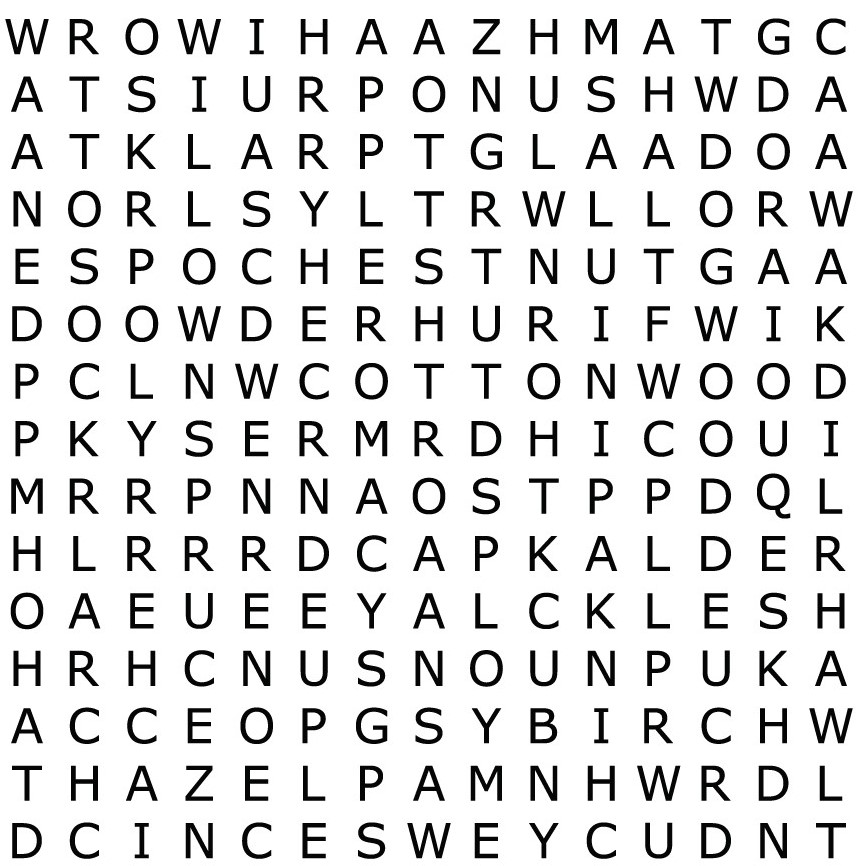 W R O W I H A A Z H M A T G C
A T S I U R P O N U S H W D A
A T K L A R P T G L A A D O A
N O R L S Y L T R W L L O R W
E S P O C H E S T N U T G A A
D O O W D E R H U R I F W I K
P C L N W C O T T O N W O O D
P K Y S E R M R D H I C O U I
M R R P N N A O S T P P D Q L
H L R R R D C A P K A L D E R
O A E U E E Y A L C K L E S H
H R H C N U S N O U N P U K A
A C C E O P G S Y B I R C H W
T H A Z E L P A M N H W R D L
D C I N C E S W E Y C U D N T